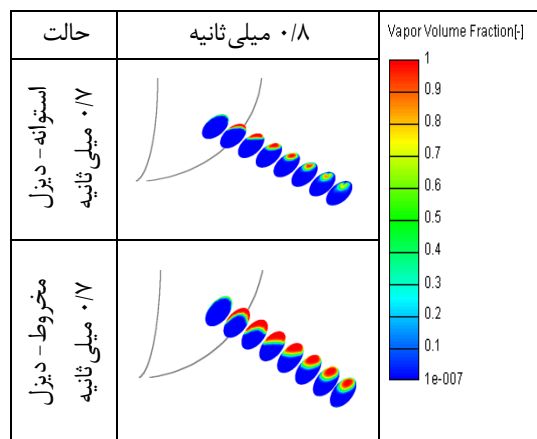 حالت
۰/۸ میلی‌ثانیه
Vapor Volume Fraction[-]
استوانه - دیزل
۰/۷ میلی ثانیه
مخروط - دیزل
۰/۷ میلی ثانیه
1
0.9
0.8
0.7
0.6
0.5
0.4
0.3
0.2
0.1
1e-007